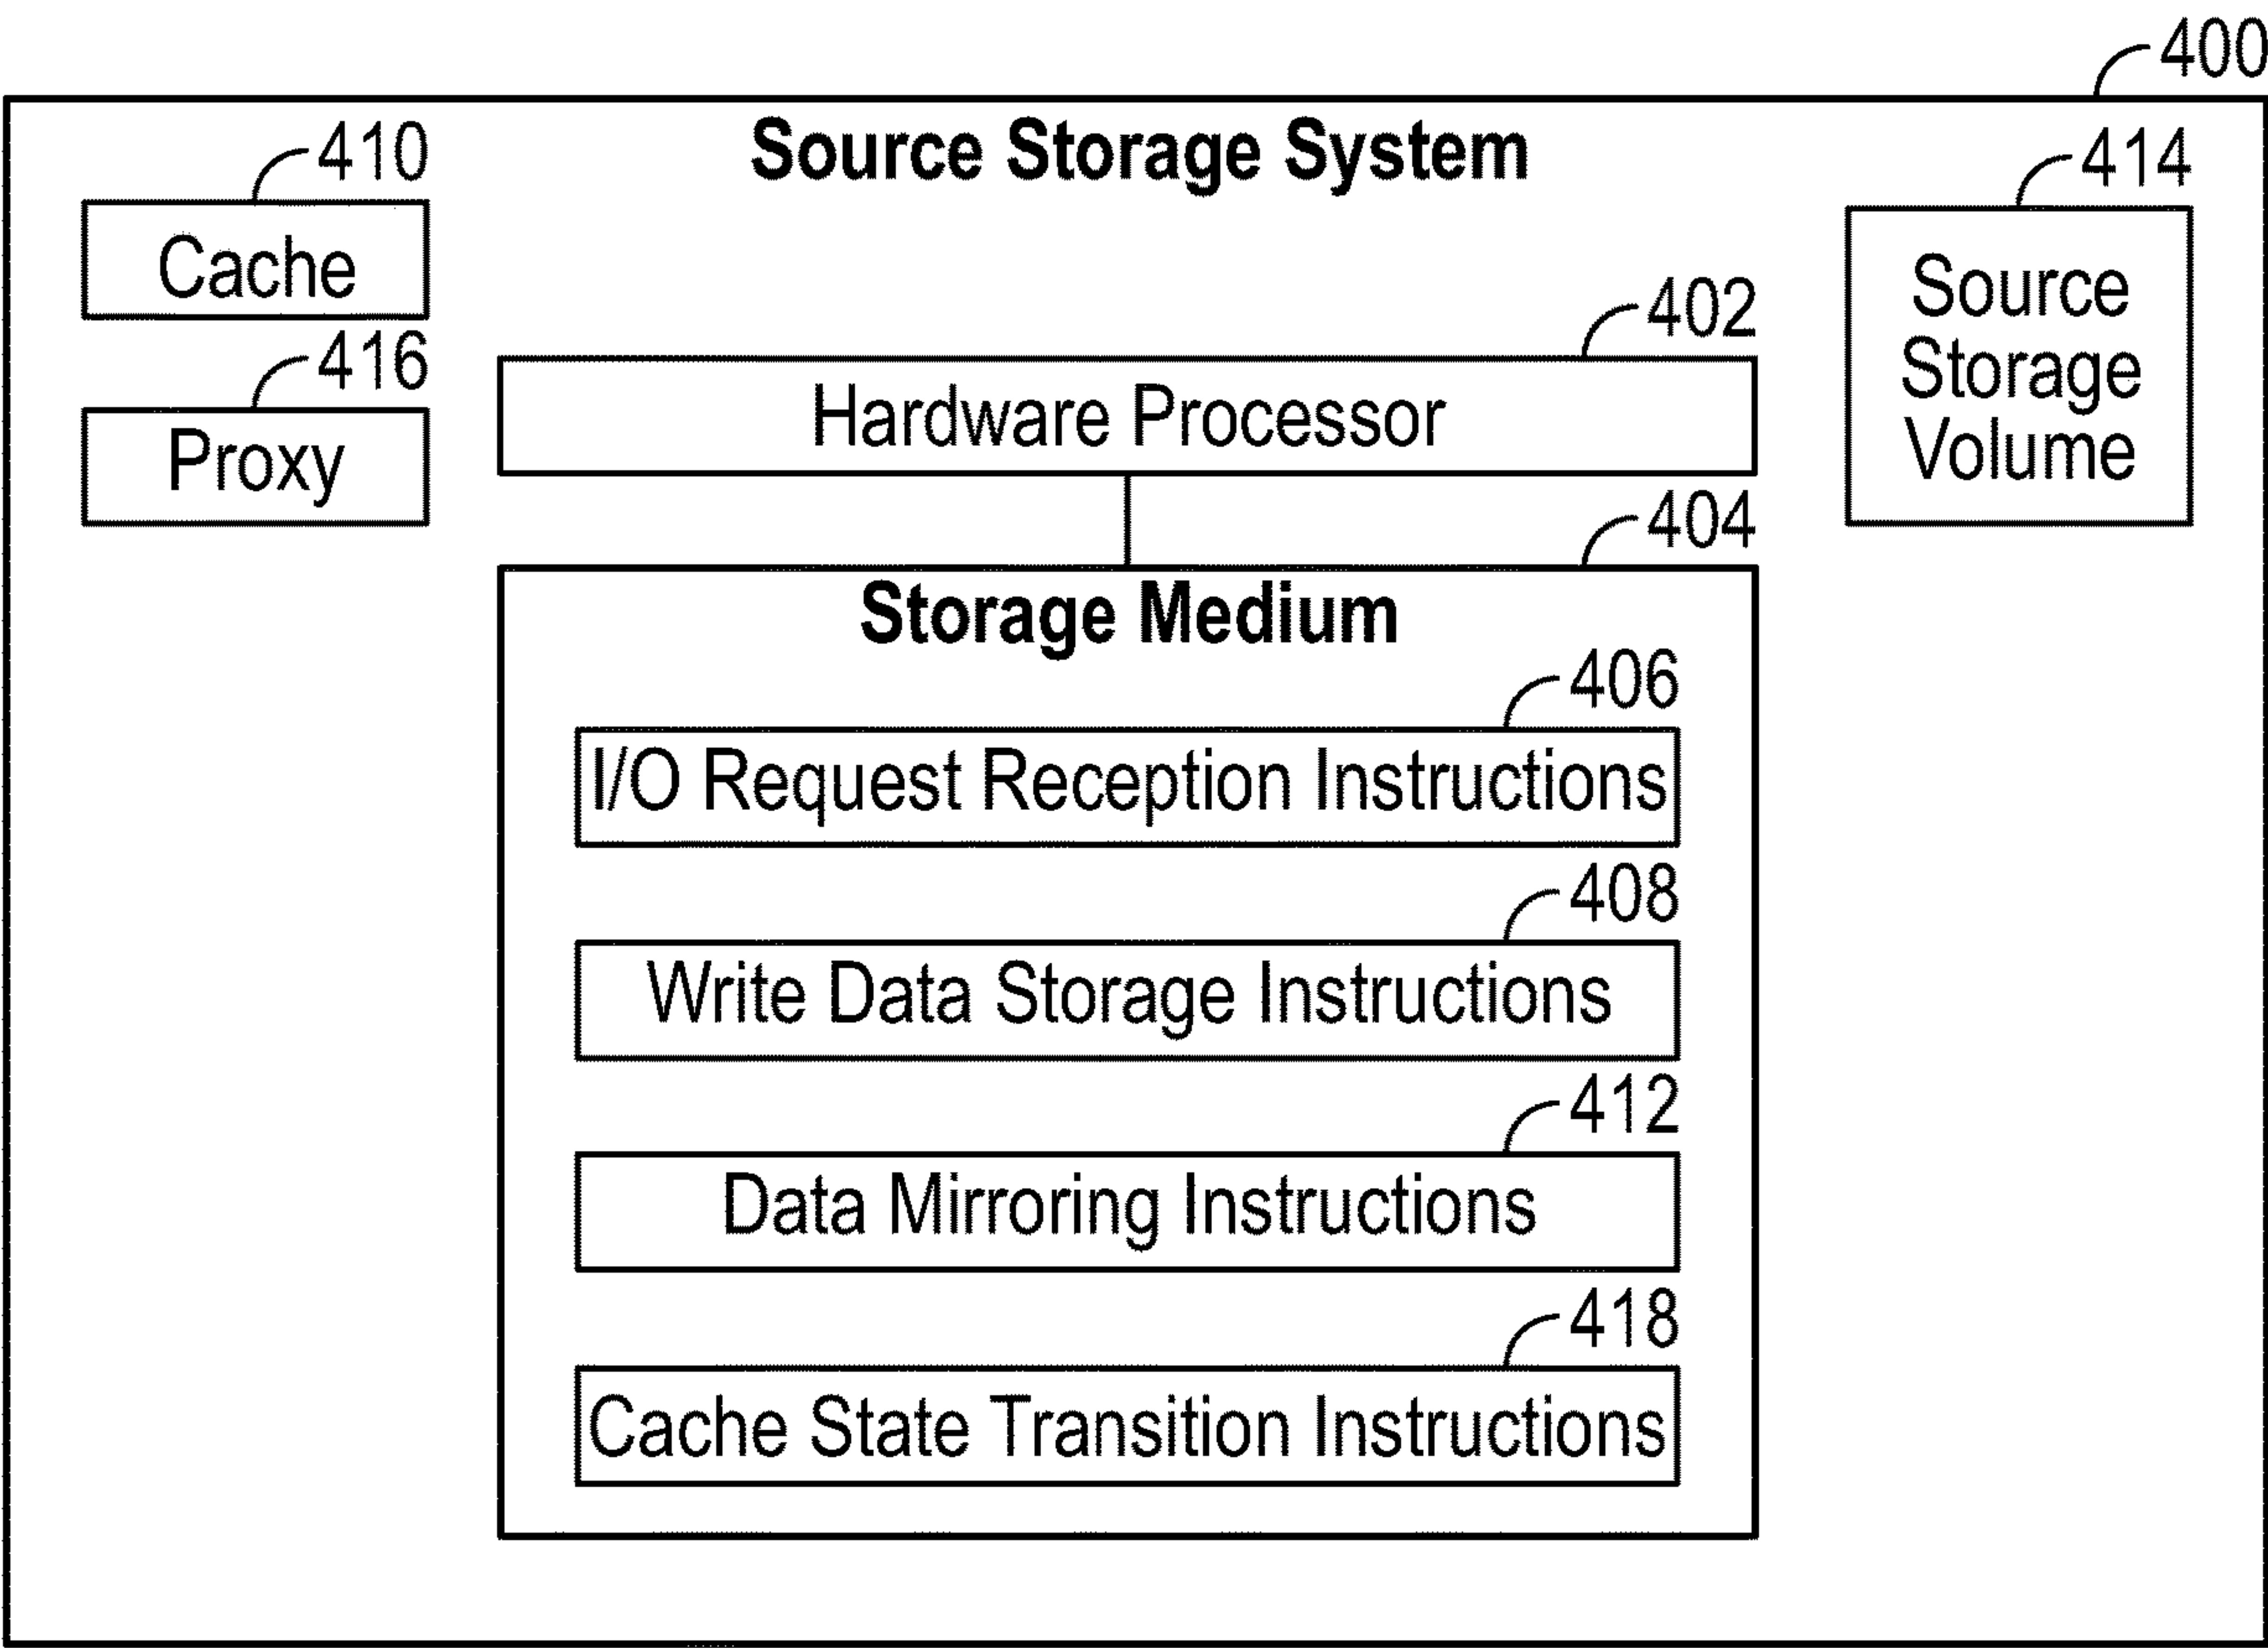 400
Source Storage System
410
Cache
416
Proxy
414
Source
Storage
Volume
402
Hardware Processor
404
Storage Medium
406
I/O Request Reception Instructions
408
Write Data Storage Instructions
412
Data Mirroring Instructions
418
Cache State Transition Instructions